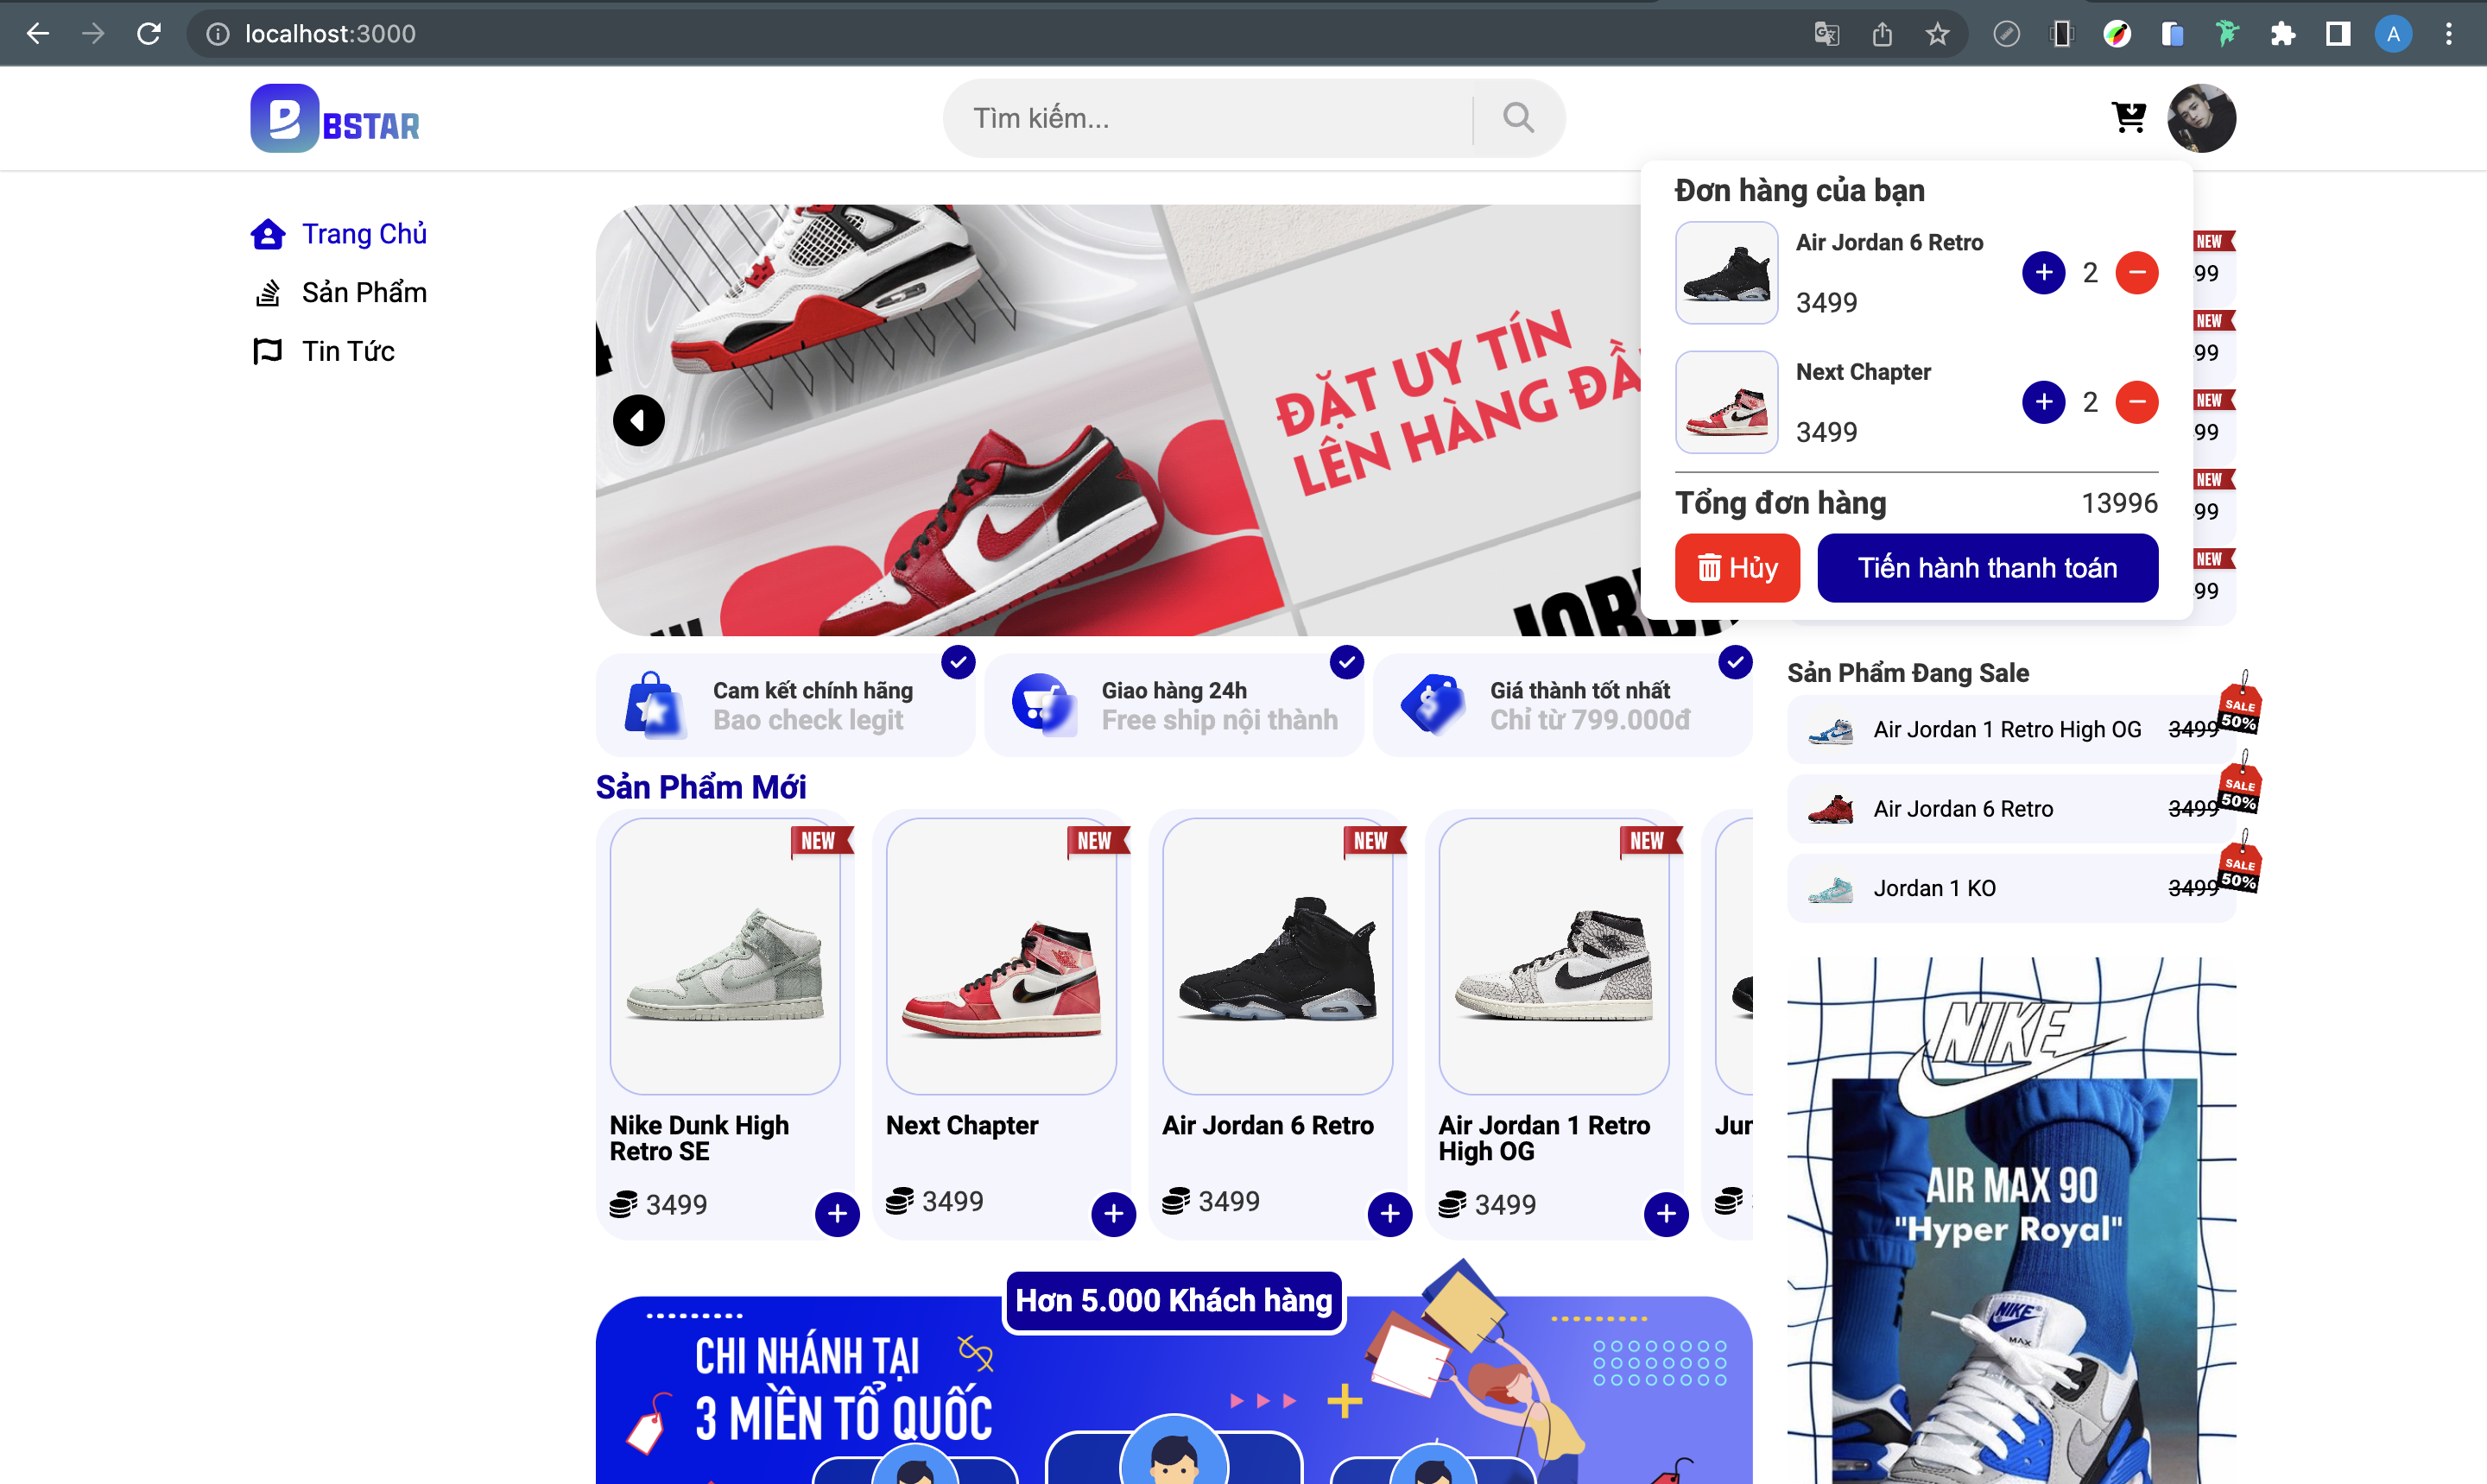 localhost:3000
A
BSTAR
Tìm kiếm...
Trang Chủ
Sản Phẩm
Tin Tức
ĐẶT UY TÍN
LÊN HÀNG ĐẦ
Đơn hàng của bạn
Air Jordan 6 Retro
3499
2
Next Chapter
3499
2
Tổng đơn hàng
13996
Hủy
Tiến hành thanh toán
NEW
99
NEW
99
NEW
99
NEW
99
NEW
99
Cam kết chính hãng
Bao check legit
Giao hàng 24h
Free ship nội thành
Giá thành tốt nhất
Chỉ từ 799.000đ
Sản Phẩm Đang Sale
Air Jordan 1 Retro High OG
3499
SALE
50%
Air Jordan 6 Retro
3499
SALE
50%
Jordan 1 KO
3499
SALE
50%
Sản Phẩm Mới
NEW
Nike Dunk High
Retro SE
3499
NEW
Next Chapter
3499
NEW
Air Jordan 6 Retro
3499
NEW
Air Jordan 1 Retro
High OG
3499
Hơn 5.000 Khách hàng
CHI NHÁNH TẠI
3 MIỀN TỔ QUỐC
NIKE
AIR MAX 90
"Hyper Royal"
NIKE
MAX